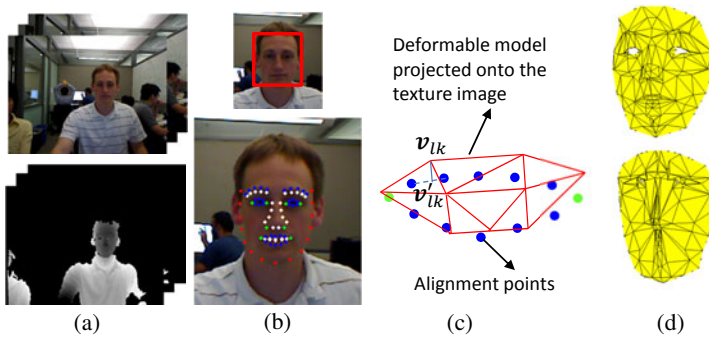 Deformable model
projected onto the
texture image
v_lk
v'_lk
Alignment points
(a) (b) (c) (d)